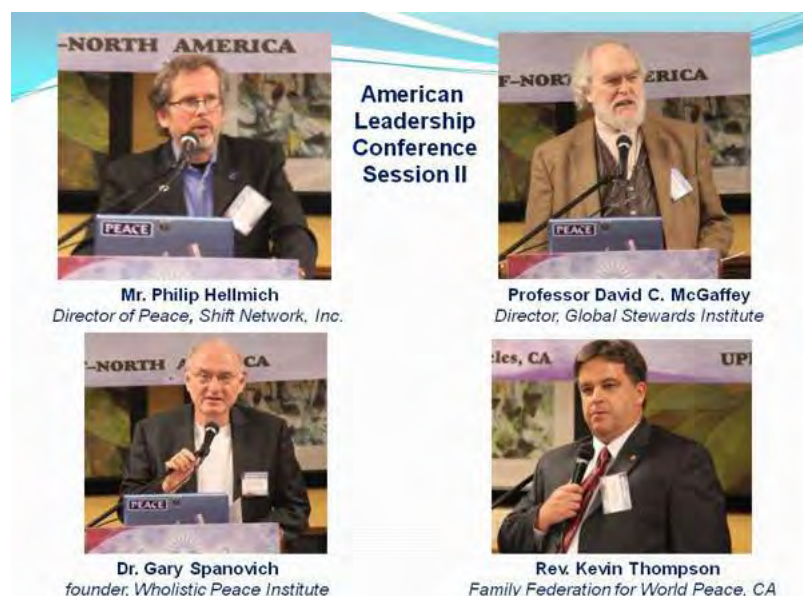 –NORTH AMERICA
F–NORTH AMERICA
American
Leadership
Conference
Session II
PEACE
PEACE
Mr. Philip Hellmich
Director of Peace, Shift Network, Inc.
Professor David C. McGaffey
Director, Global Stewards Institute
–NORTH A CA
les, CA
UPF
PEACE
Dr. Gary Spanovich
founder, Wholistic Peace Institute
Rev. Kevin Thompson
Family Federation for World Peace, CA